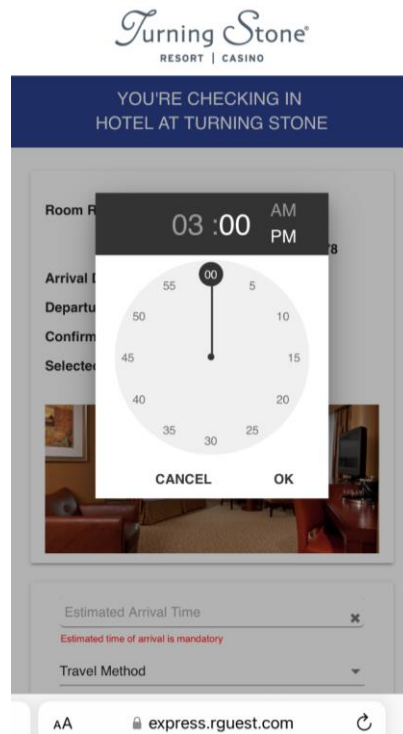 Turning Stone®
RESORT | CASINO
YOU'RE CHECKING IN
HOTEL AT TURNING STONE
Room R
8
Arrival
Departu
Confirm
Selecte
03 :00
AM
PM
00
5
10
15
20
25
30
35
40
45
50
55
CANCEL
OK
Estimated Arrival Time
Estimated time of arrival is mandatory
Travel Method
AA
express.rguest.com